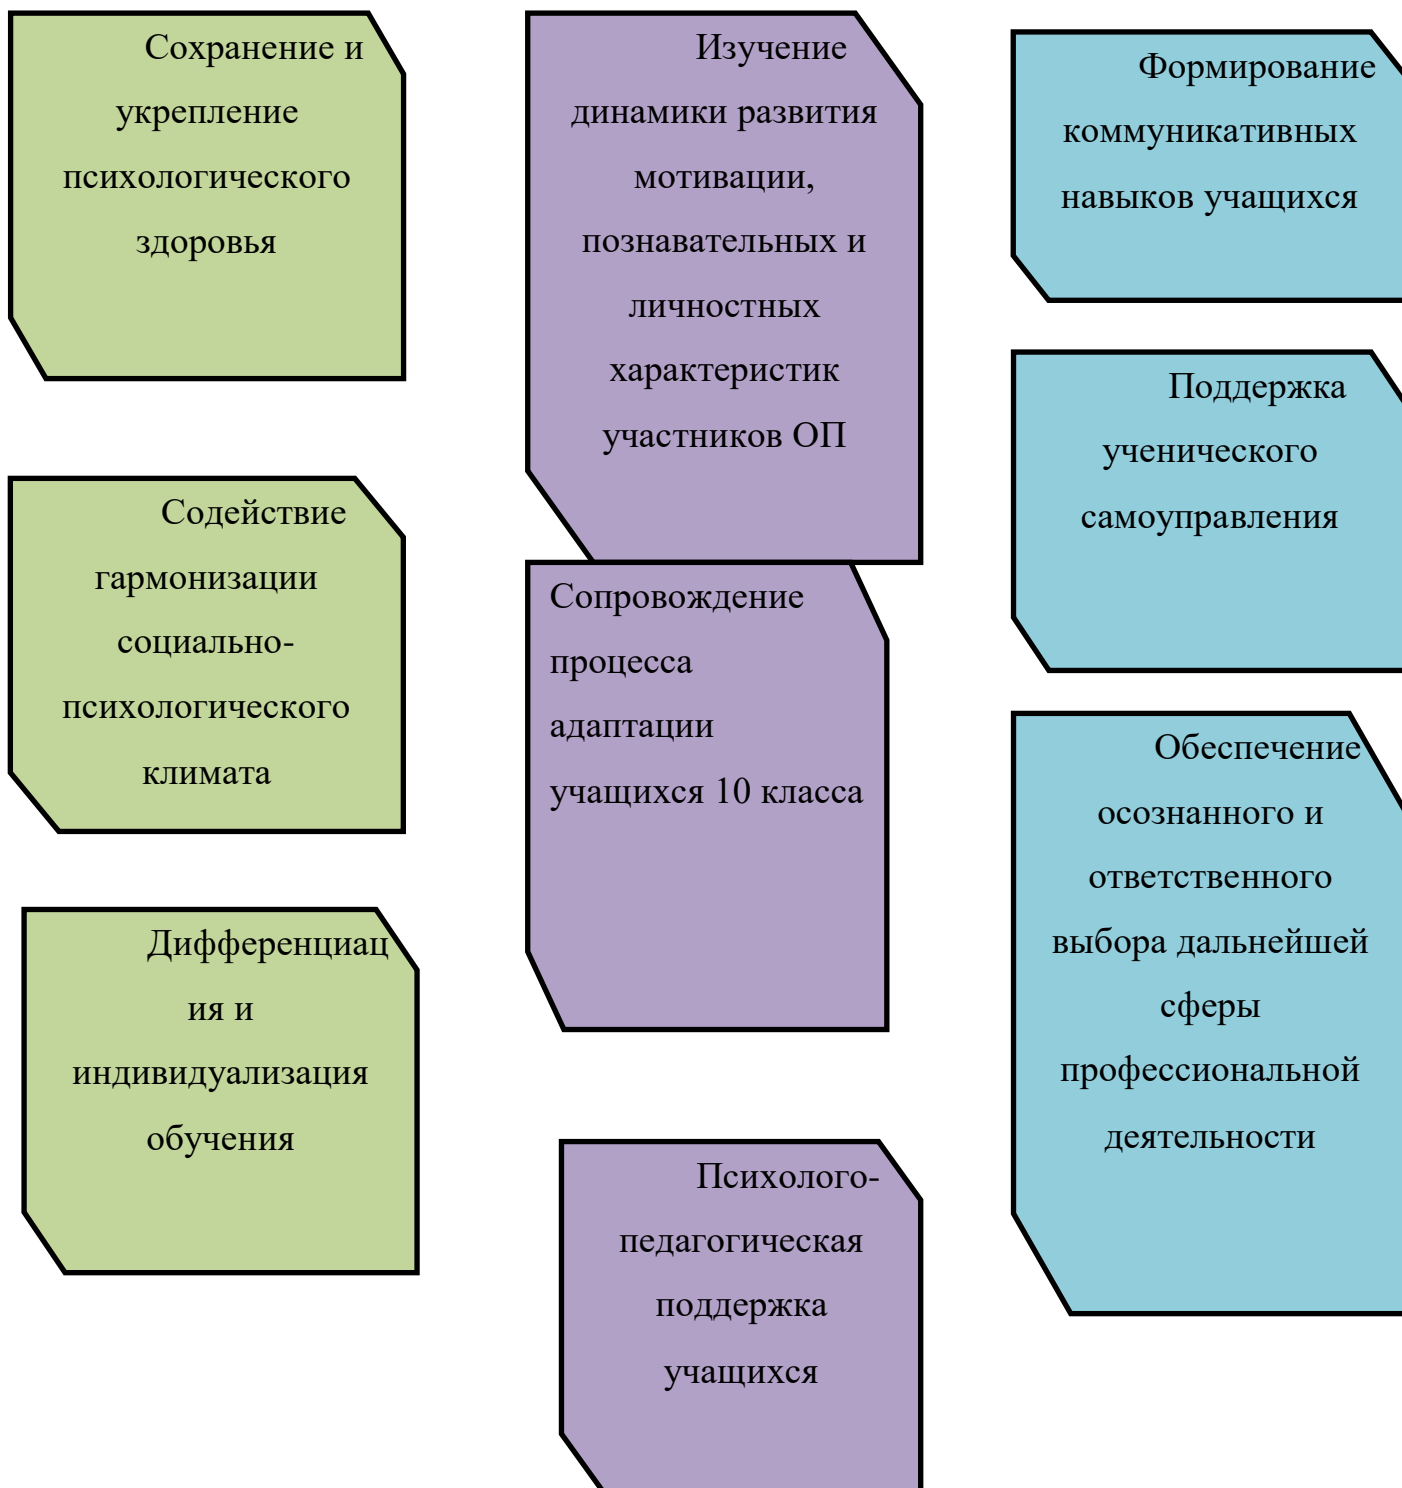 Сохранение и
укрепление
психологического
здоровья
Содействие
гармонизации
социально-
психологического
климата
Дифференциац
ия и
индивидуализация
обучения
Изучение
динамики развития
мотивации,
познавательных и
личностных
характеристик
участников ОП
Сопровождение
процесса
адаптации
учащихся 10 класса
Психолого-
педагогическая
поддержка
учащихся
Формирование
коммуникативных
навыков учащихся
Поддержка
ученического
самоуправления
Обеспечение
осознанного и
ответственного
выбора дальнейшей
сферы
профессиональной
деятельности